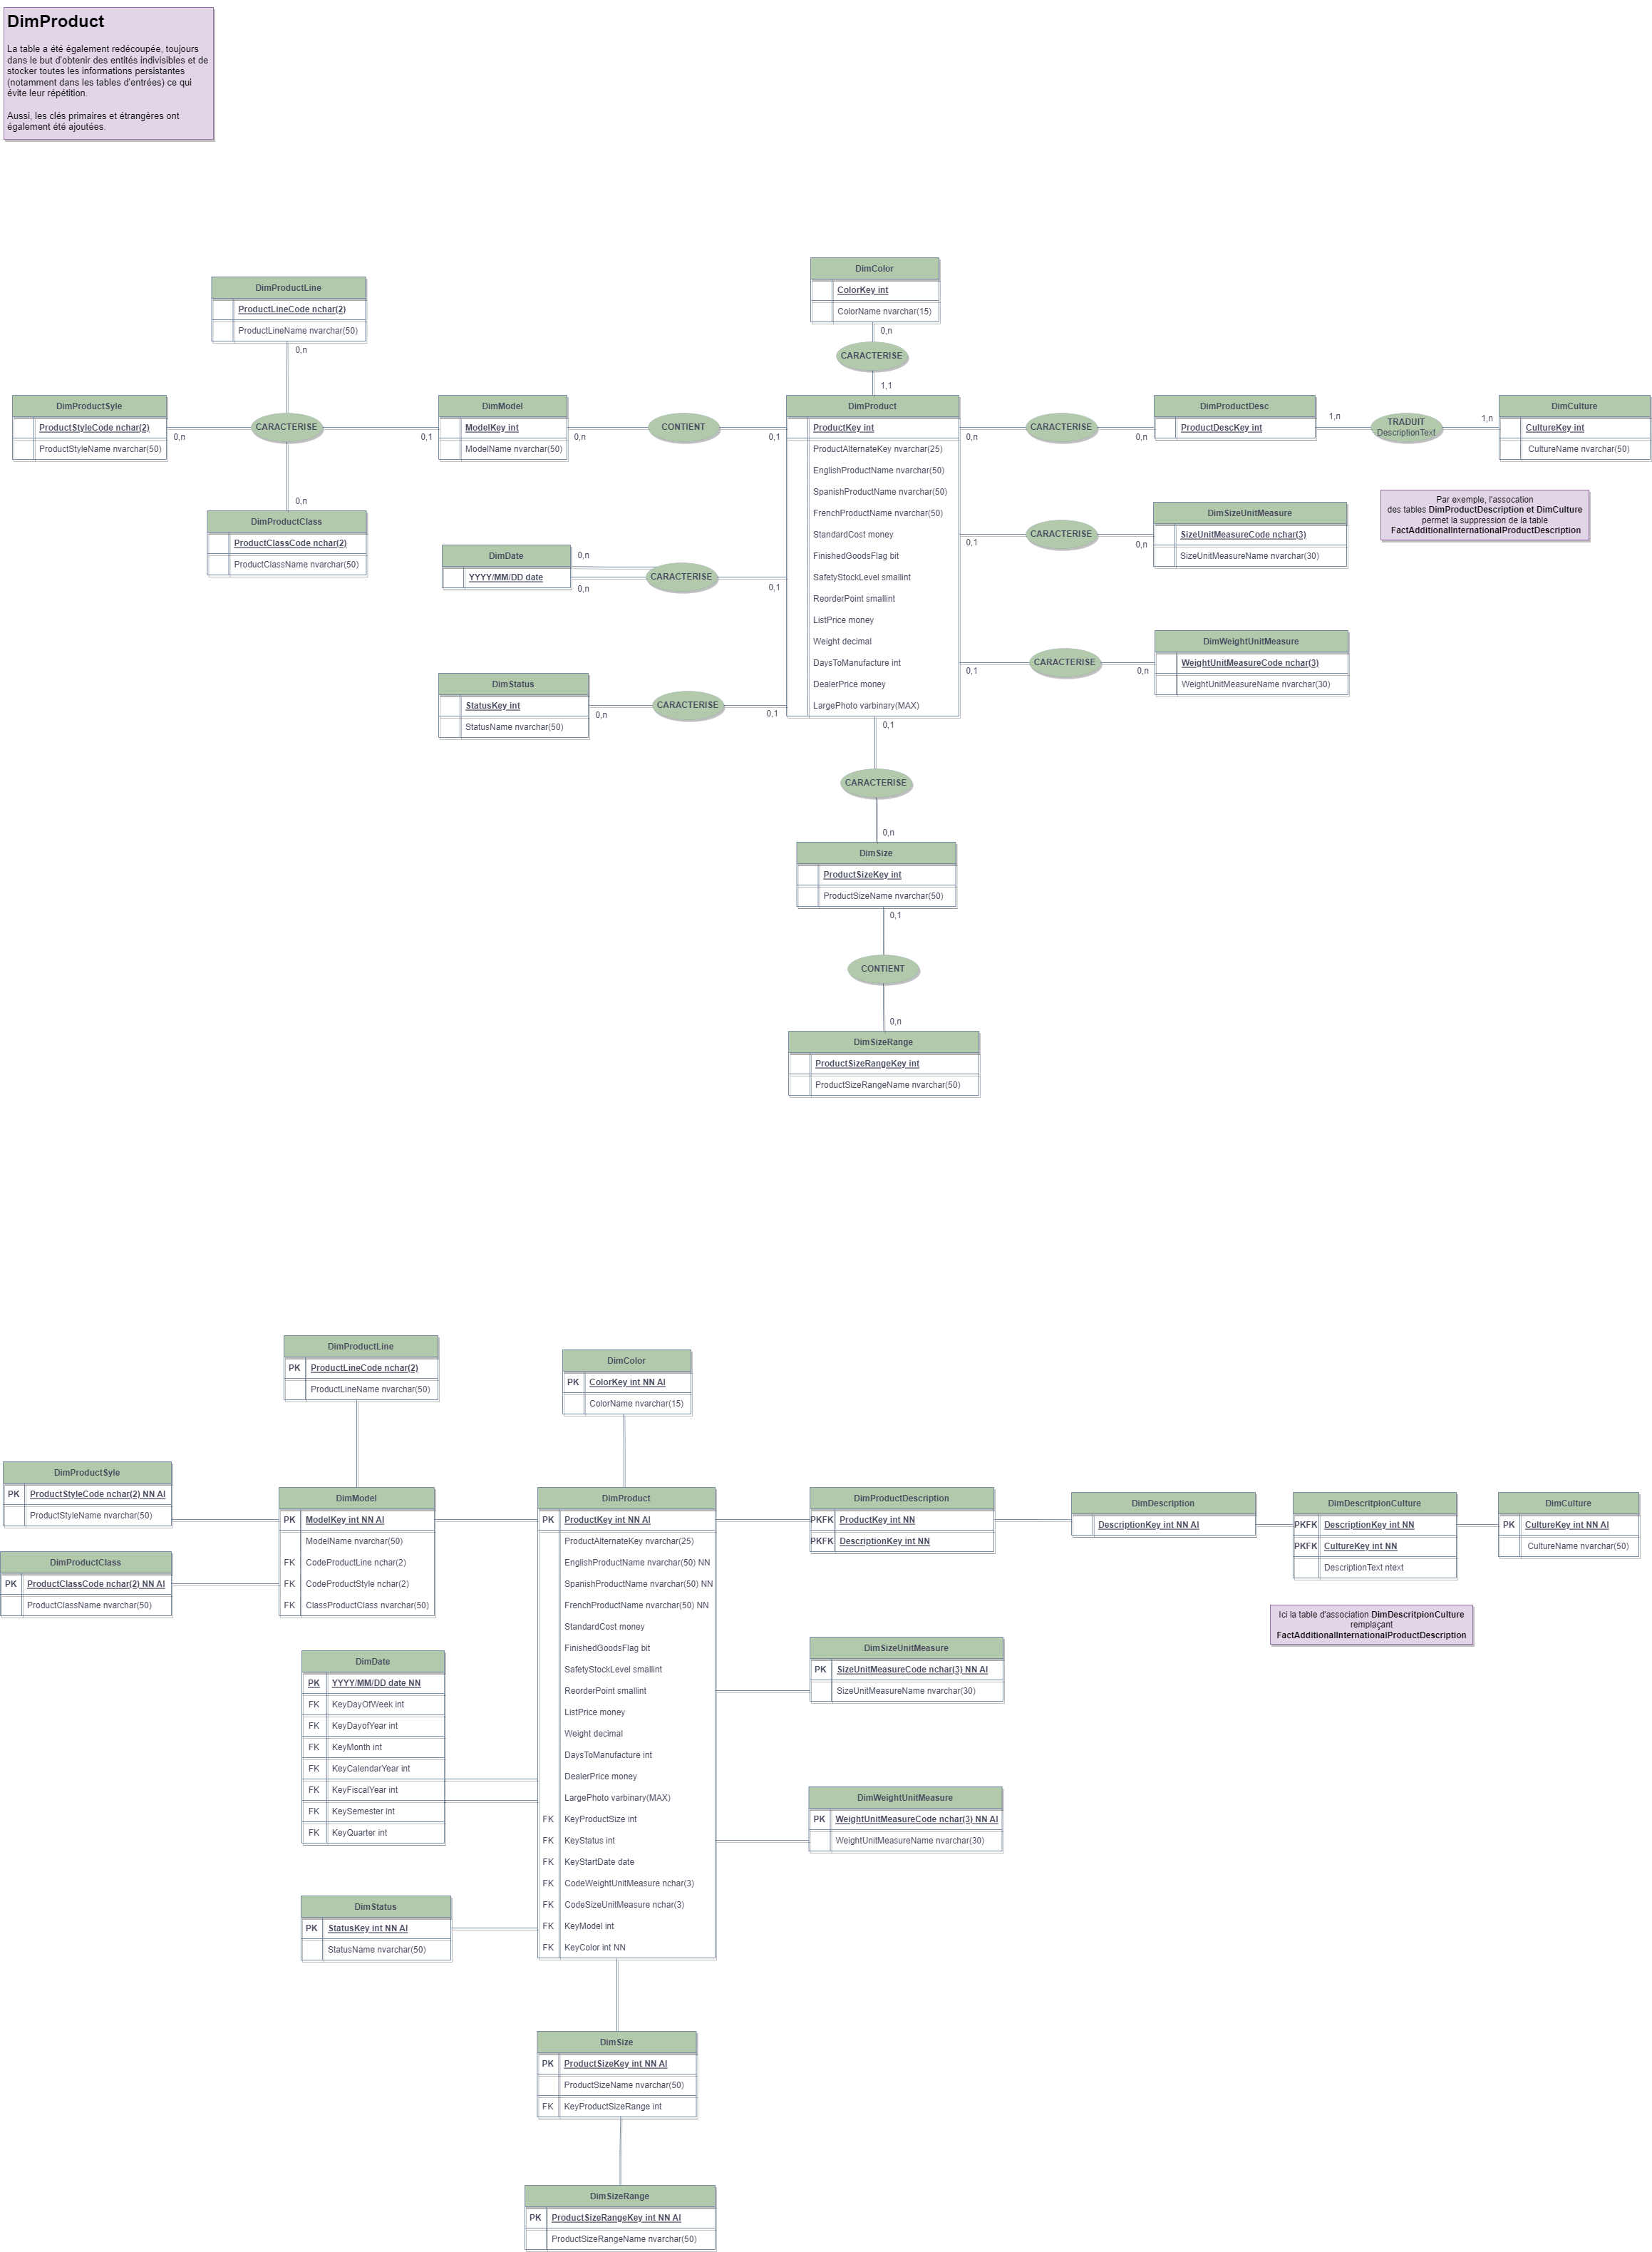 DimProduct
La table a été également redécoupée, toujours
dans le but d'obtenir des entités indivisibles et de
stocker toutes les informations persistantes
(notamment dans les tables d'entrées) ce qui
évite leur répétition.
Aussi, les clés primaires et étrangères ont
également été ajoutées.
DimColor
ColorKey int
ColorName nvarchar(15)
0,n
CARACTERISE
1,1
DimProductLine
ProductLineCode nchar(2)
ProductLineName nvarchar(50)
0,n
DimProductSyle
ProductStyleCode nchar(2)
ProductStyleName nvarchar(50)
0,n
CARACTERISE
0,1
0,n
DimProductClass
ProductClassCode nchar(2)
ProductClassName nvarchar(50)
DimModel
ModelKey int
ModelName nvarchar(50)
0,n
CONTIENT
0,1
DimDate
YYYY/MM/DD date
0,n
0,n
CARACTERISE
0,1
DimStatus
StatusKey int
StatusName nvarchar(50)
0,n
CARACTERISE
0,1
DimProduct
ProductKey int
ProductAlternateKey nvarchar(25)
EnglishProductName nvarchar(50)
SpanishProductName nvarchar(50)
FrenchProductName nvarchar(50)
StandardCost money
FinishedGoodsFlag bit
SafetyStockLevel smallint
ReorderPoint smallint
ListPrice money
Weight decimal
DaysToManufacture int
DealerPrice money
LargePhoto varbinary(MAX)
0,n
CARACTERISE
0,n
DimProductDesc
ProductDescKey int
1,n
TRADUIT
DescriptionText
1,n
DimCulture
CultureKey int
CultureName nvarchar(50)
Par exemple, l'assocation
des tables DimProductDescription et DimCulture
permet la suppression de la table
FactAdditionalInternationalProductDescription
0,1
CARACTERISE
0,n
DimSizeUnitMeasure
SizeUnitMeasureCode nchar(3)
SizeUnitMeasureName nvarchar(30)
0,1
CARACTERISE
0,n
DimWeightUnitMeasure
WeightUnitMeasureCode nchar(3)
WeightUnitMeasureName nvarchar(30)
0,1
CARACTERISE
0,n
DimSize
ProductSizeKey int
ProductSizeName nvarchar(50)
0,1
CONTIENT
0,n
DimSizeRange
ProductSizeRangeKey int
ProductSizeRangeName nvarchar(50)
DimProductLine
PK ProductLineCode nchar(2)
ProductLineName nvarchar(50)
DimColor
PK ColorKey int NN AI
ColorName nvarchar(15)
DimProductSyle
PK ProductStyleCode nchar(2) NN AI
ProductStyleName nvarchar(50)
DimProductClass
PK ProductClassCode nchar(2) NN AI
ProductClassName nvarchar(50)
DimModel
PK ModelKey int NN AI
ModelName nvarchar(50)
FK CodeProductLine nchar(2)
FK CodeProductStyle nchar(2)
FK ClassProductClass nvarchar(50)
DimDate
PK YYYY/MM/DD date NN
FK KeyDayOfWeek int
FK KeyDayofYear int
FK KeyMonth int
FK KeyCalendarYear int
FK KeyFiscalYear int
FK KeySemester int
FK KeyQuarter int
DimStatus
PK StatusKey int NN AI
StatusName nvarchar(50)
DimProduct
PK ProductKey int NN AI
ProductAlternateKey nvarchar(25)
EnglishProductName nvarchar(50) NN
SpanishProductName nvarchar(50) NN
FrenchProductName nvarchar(50) NN
StandardCost money
FinishedGoodsFlag bit
SafetyStockLevel smallint
ReorderPoint smallint
ListPrice money
Weight decimal
DaysToManufacture int
DealerPrice money
LargePhoto varbinary(MAX)
FK KeyProductSize int
FK KeyStatus int
FK KeyStartDate date
FK CodeWeightUnitMeasure nchar(3)
FK CodeSizeUnitMeasure nchar(3)
FK KeyModel int
FK KeyColor int NN
DimProductDescription
PKFK ProductKey int NN
PKFK DescriptionKey int NN
DimDescription
DescriptionKey int NN AI
DimDescritpionCulture
PKFK DescriptionKey int NN
PKFK CultureKey int NN
DescriptionText ntext
DimCulture
PK CultureKey int NN AI
CultureName nvarchar(50)
Ici la table d'association DimDescritpionCulture
remplaçant
FactAdditionalInternationalProductDescription
DimSizeUnitMeasure
PK SizeUnitMeasureCode nchar(3) NN AI
SizeUnitMeasureName nvarchar(30)
DimWeightUnitMeasure
PK WeightUnitMeasureCode nchar(3) NN AI
WeightUnitMeasureName nvarchar(30)
DimSize
PK ProductSizeKey int NN AI
ProductSizeName nvarchar(50)
FK KeyProductSizeRange int
DimSizeRange
PK ProductSizeRangeKey int NN AI
ProductSizeRangeName nvarchar(50)